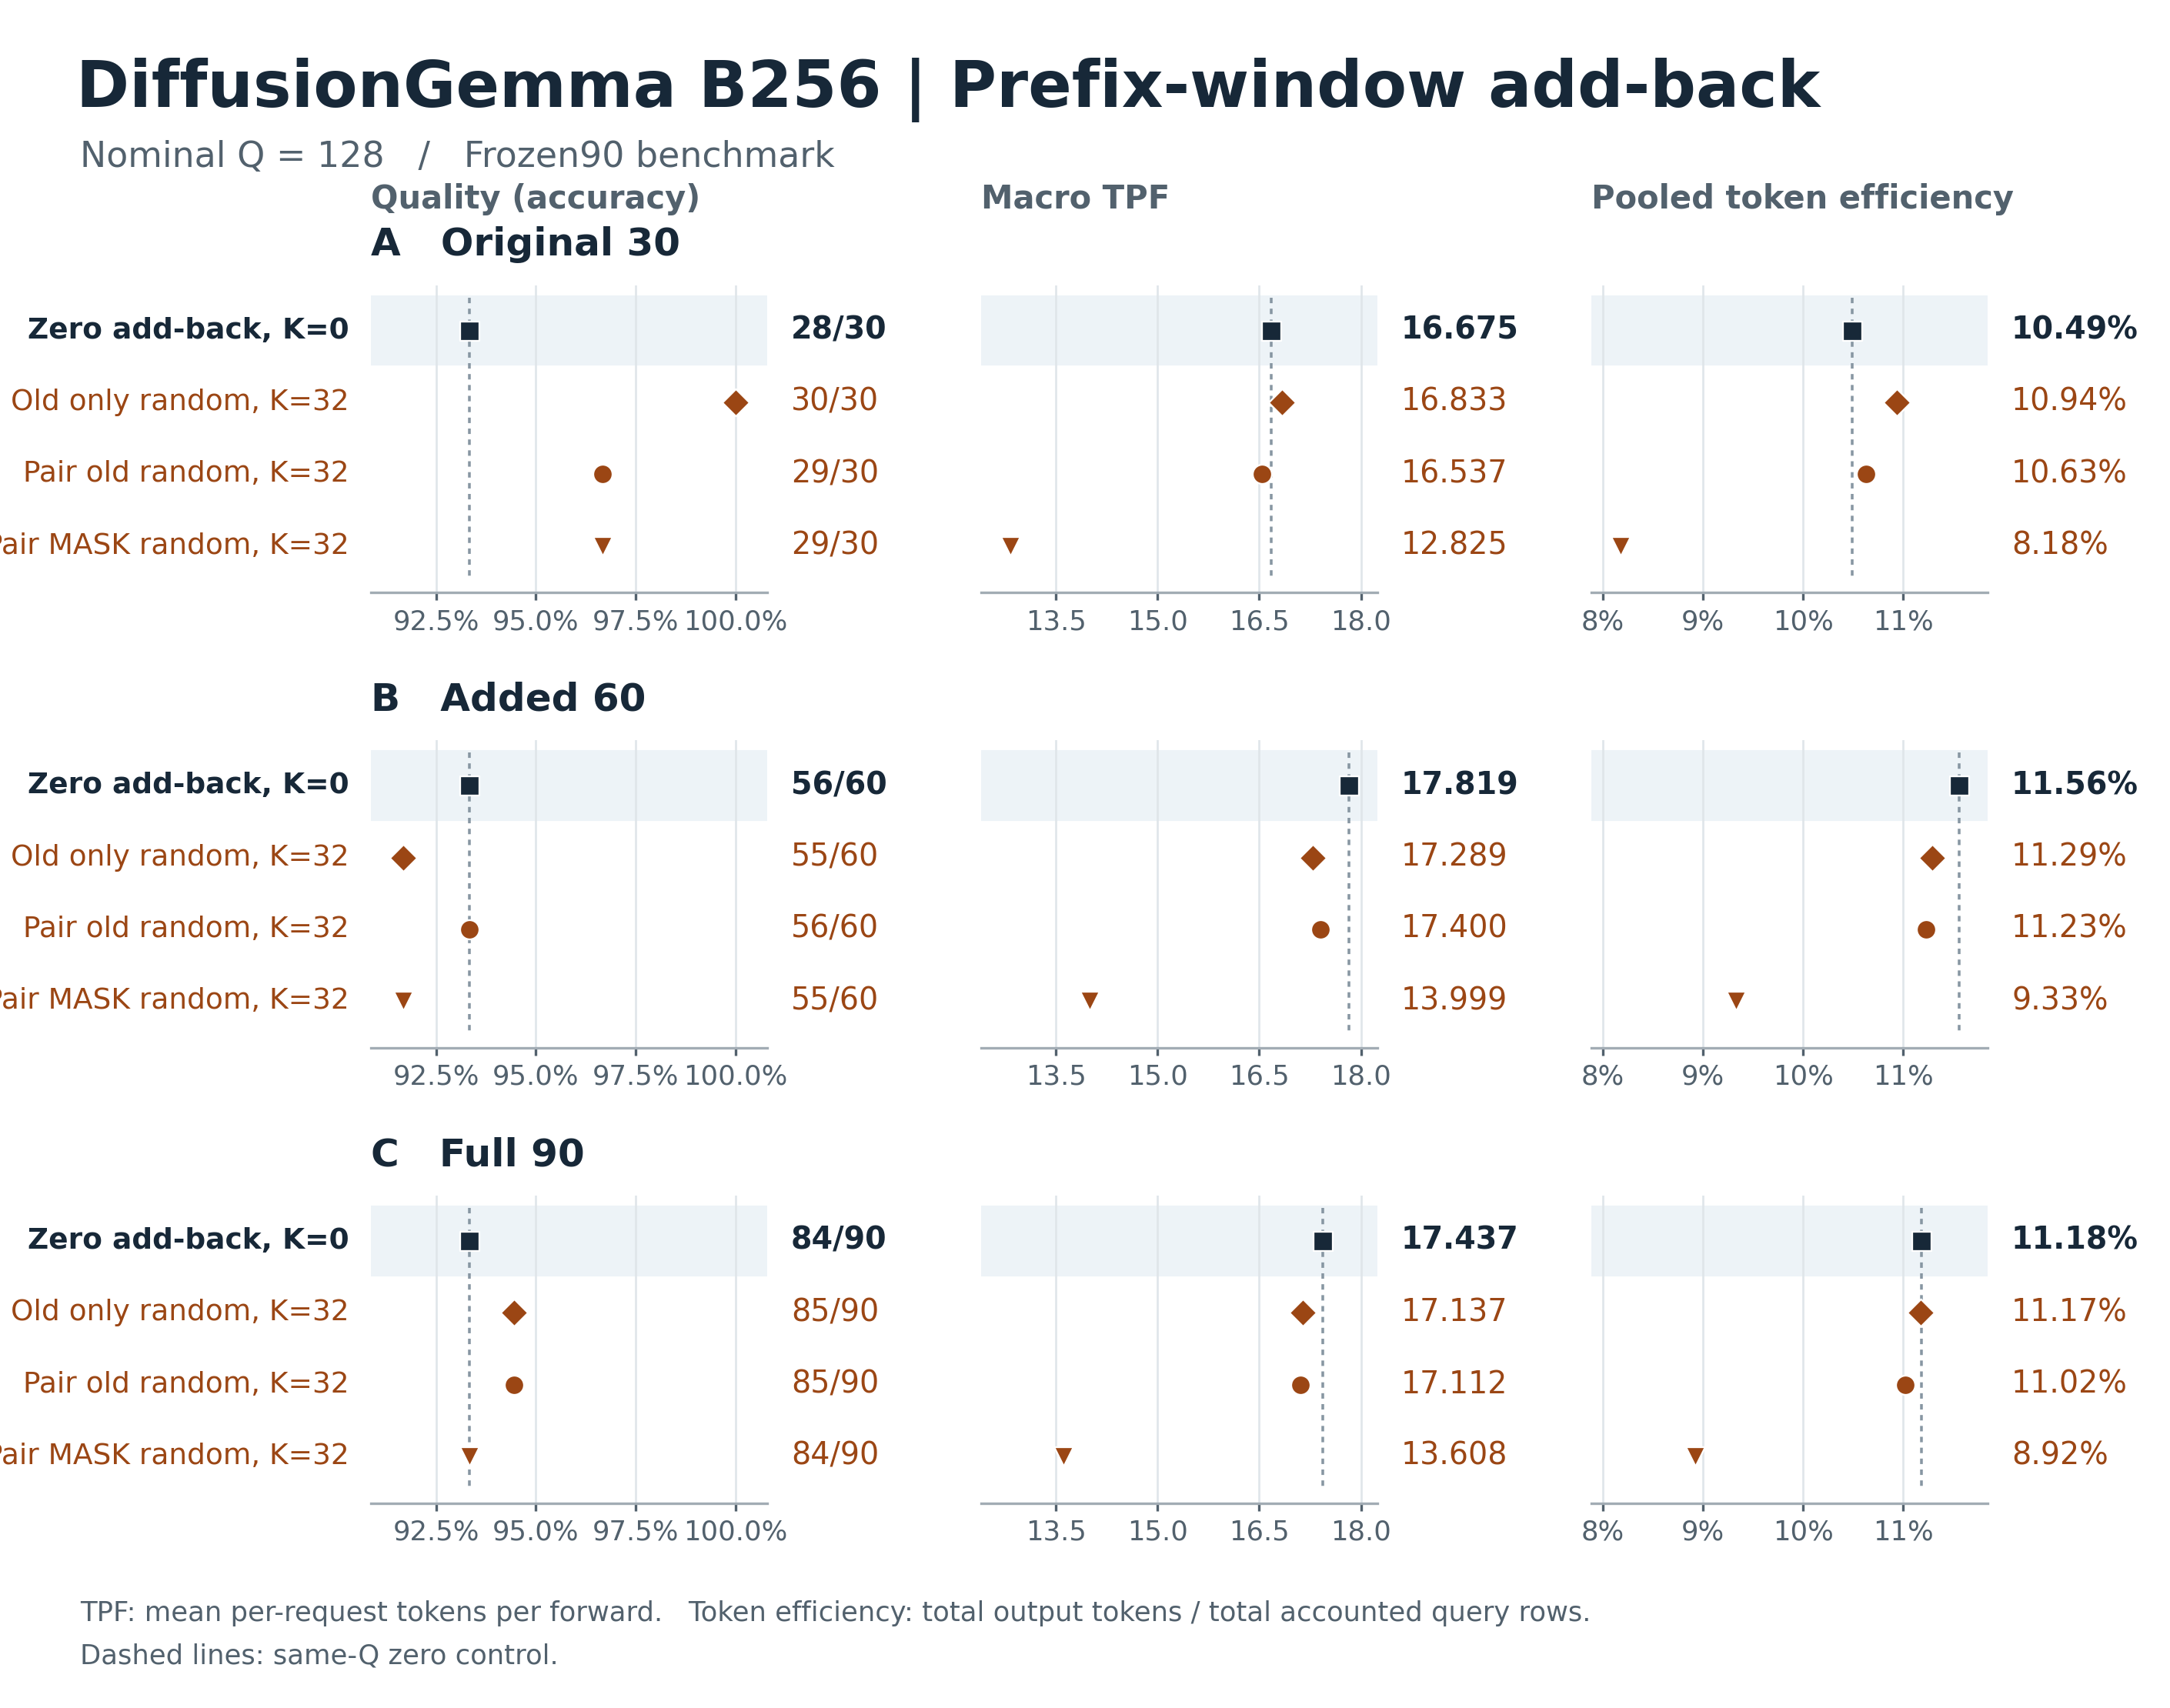 DiffusionGemma B256 | Prefix-window add-back
Nominal Q = 128 / Frozen90 benchmark
Quality (accuracy) Macro TPF Pooled token efficiency
A Original 30
Zero add-back, K=0 28/30 16.675 10.49%
Old only random, K=32 30/30 16.833 10.94%
Pair old random, K=32 29/30 16.537 10.63%
air MASK random, K=32 29/30 12.825 8.18%
92.5% 95.0% 97.5% 100.0% 13.5 15.0 16.5 18.0 8% 9% 10% 11%
B Added 60
Zero add-back, K=0 56/60 17.819 11.56%
Old only random, K=32 55/60 17.289 11.29%
Pair old random, K=32 56/60 17.400 11.23%
air MASK random, K=32 55/60 13.999 9.33%
92.5% 95.0% 97.5% 100.0% 13.5 15.0 16.5 18.0 8% 9% 10% 11%
C Full 90
Zero add-back, K=0 84/90 17.437 11.18%
Old only random, K=32 85/90 17.137 11.17%
Pair old random, K=32 85/90 17.112 11.02%
air MASK random, K=32 84/90 13.608 8.92%
92.5% 95.0% 97.5% 100.0% 13.5 15.0 16.5 18.0 8% 9% 10% 11%
TPF: mean per-request tokens per forward. Token efficiency: total output tokens / total accounted query rows.
Dashed lines: same-Q zero control.